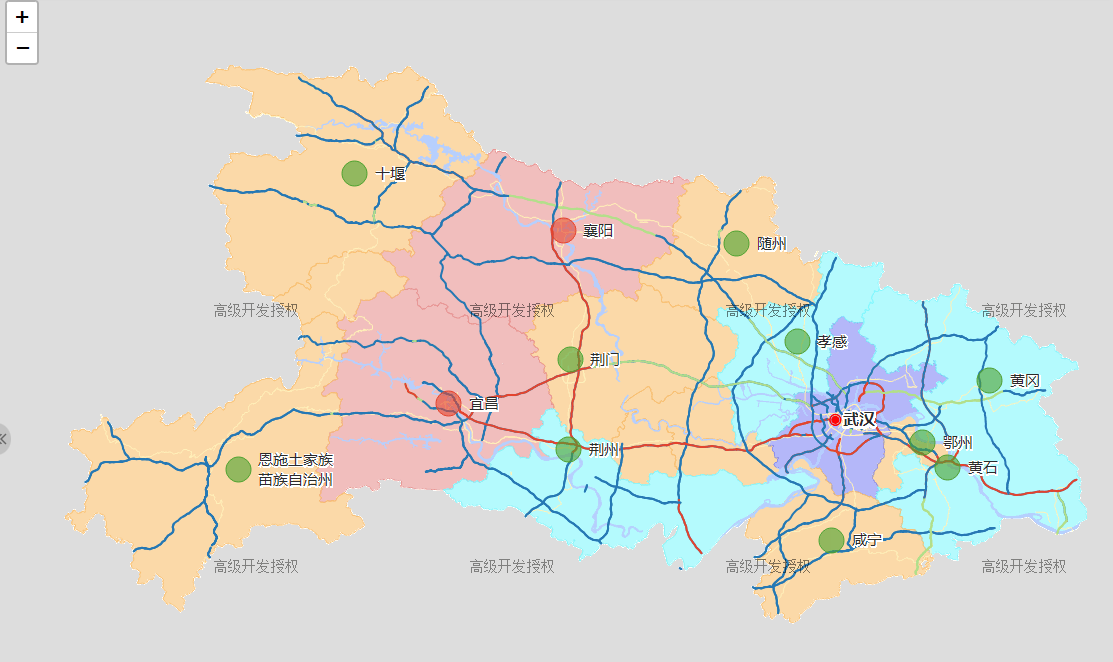 +
−
十堰
襄阳
随州
高级开发授权
高级开发授权
高级开发授权
高级开发授权
孝感
荆门
黄冈
宜昌
武汉
鄂州
荆州
恩施土家族
苗族自治州
黄石
咸宁
高级开发授权
高级开发授权
高级开发授权
高级开发授权